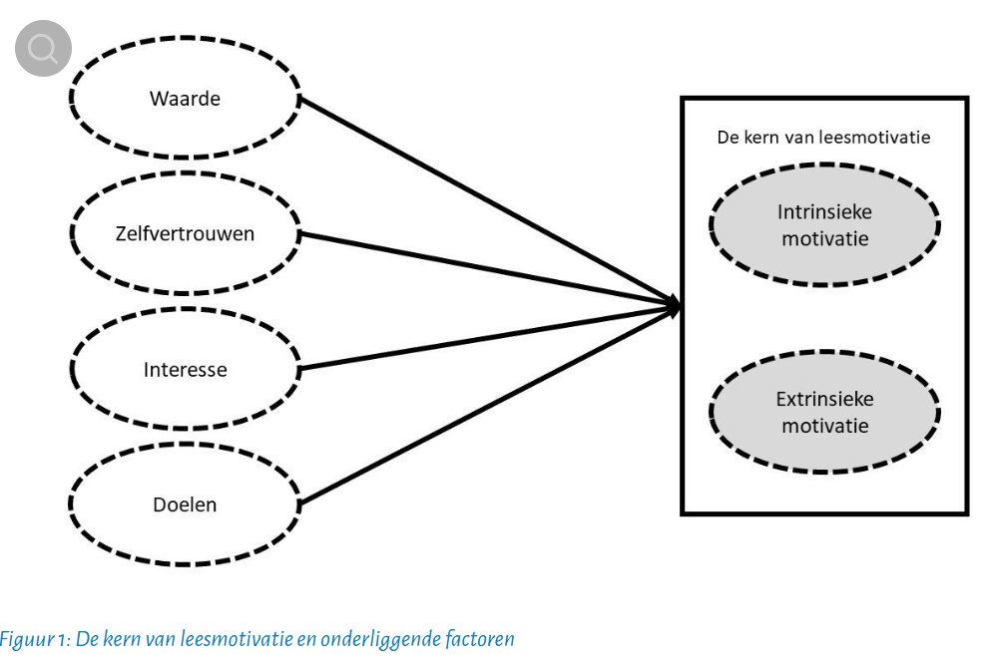 Waarde
Zelfvertrouwen
Interesse
Doelen
De kern van leesmotivatie
Intrinsieke
motivatie
Extrinsieke
motivatie
Figuur 1: De kern van leesmotivatie en onderliggende factoren